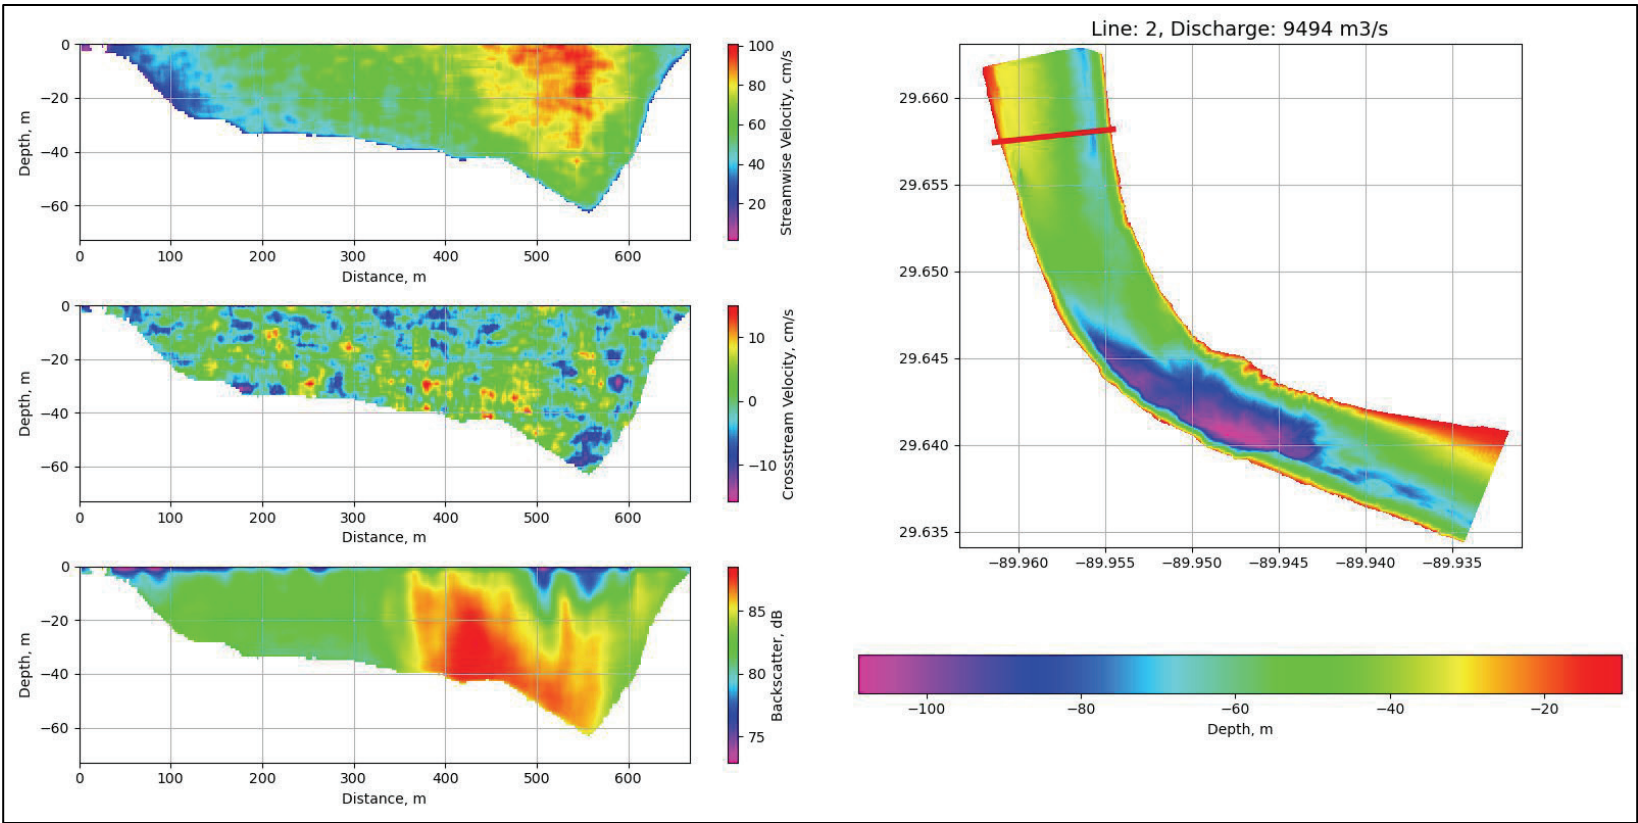 0
−20
−40
−60
Depth, m
0 100 200 300 400 500 600
Distance, m
100
80
60
40
20
Streamwise Velocity, cm/s
0
−20
−40
−60
Depth, m
0 100 200 300 400 500 600
Distance, m
10
0
−10
Crossstream Velocity, cm/s
0
−20
−40
−60
Depth, m
0 100 200 300 400 500 600
Distance, m
85
80
75
Backscatter, dB
Line: 2, Discharge: 9494 m3/s
29.660
29.655
29.650
29.645
29.640
29.635
−89.960 −89.955 −89.950 −89.945 −89.940 −89.935
−100 −80 −60 −40 −20
Depth, m